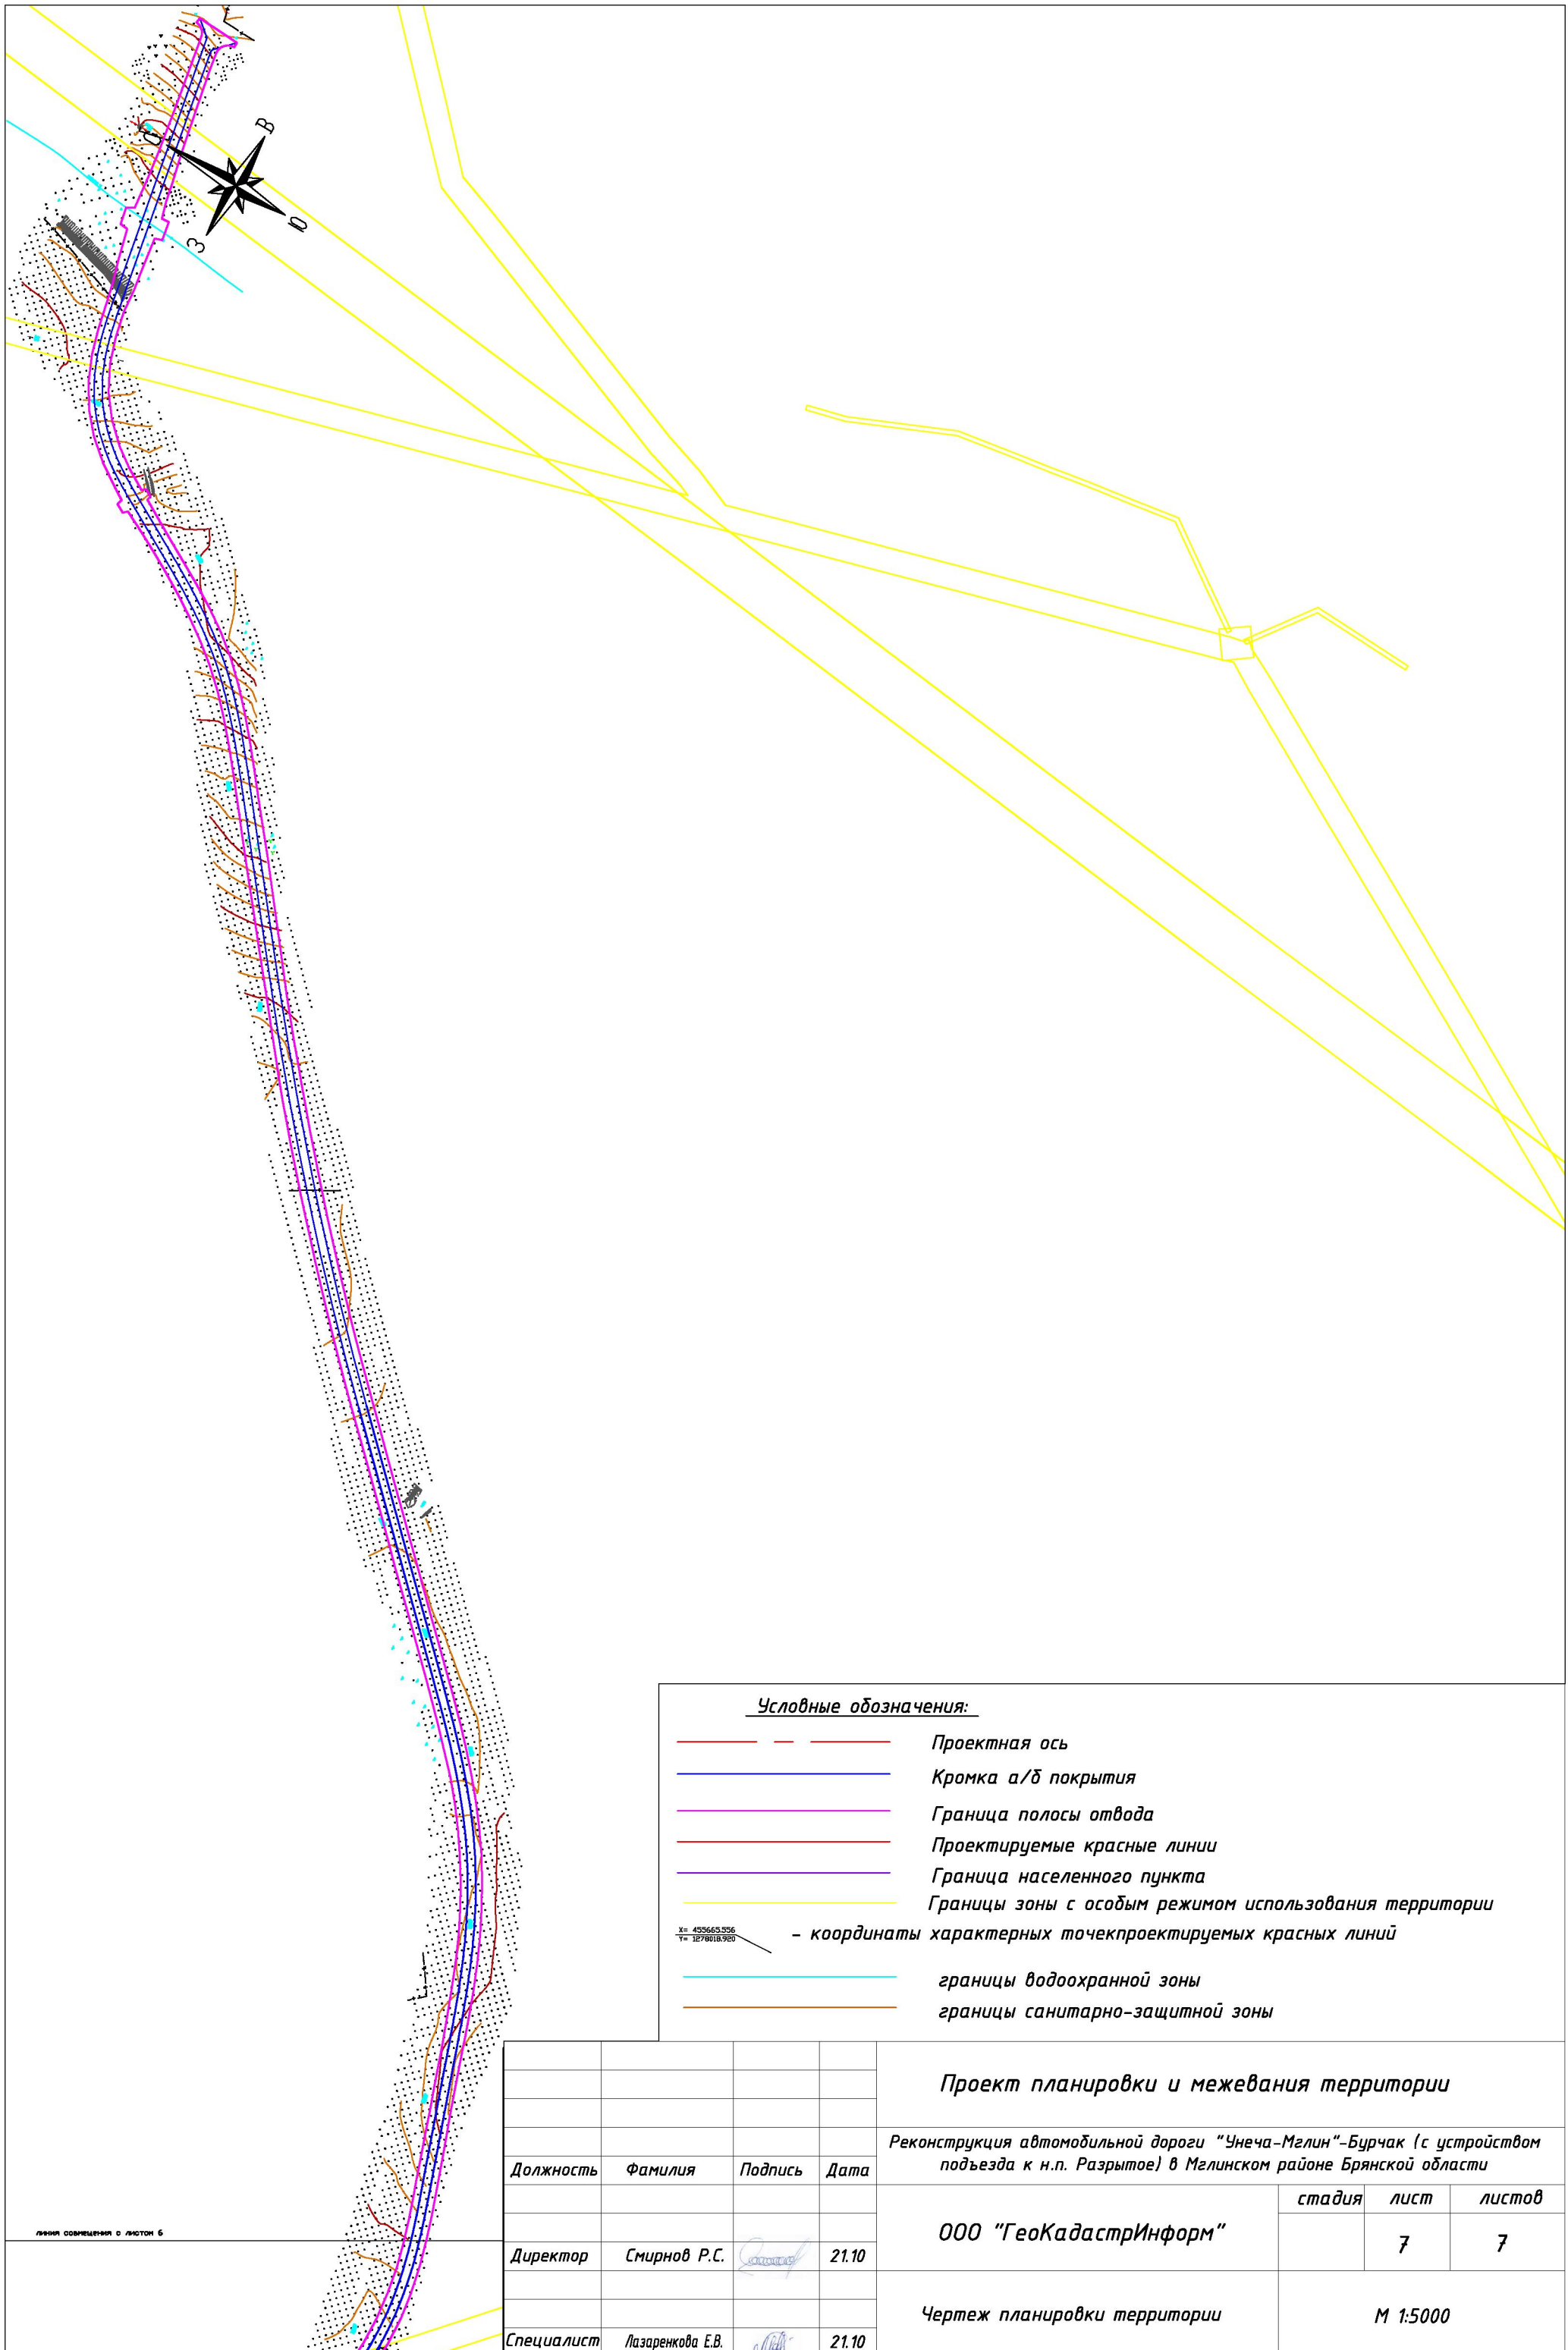 В
С
Ю
З
Условные обозначения:
Проектная ось
Кромка а/б покрытия
Граница полосы отвода
Проектируемые красные линии
Граница населенного пункта
Границы зоны с особым режимом использования территории
X= 455665.556
Y= 1278018.920
- координаты характерных точекпроектируемых красных линий
границы водоохранной зоны
границы санитарно-защитной зоны
Проект планировки и межевания территории
Реконструкция автомобильной дороги "Унеча-Мглин"-Бурчак (с устройством
подъезда к н.п. Разрытое) в Мглинском районе Брянской области
Должность Фамилия Подпись Дата
стадия лист листов
ООО "ГеоКадастрИнформ"
7 7
Директор Смирнов Р.С. 21.10
Чертеж планировки территории
М 1:5000
Специалист Лазаренкова Е.В. 21.10
линия совмещения с листом 6